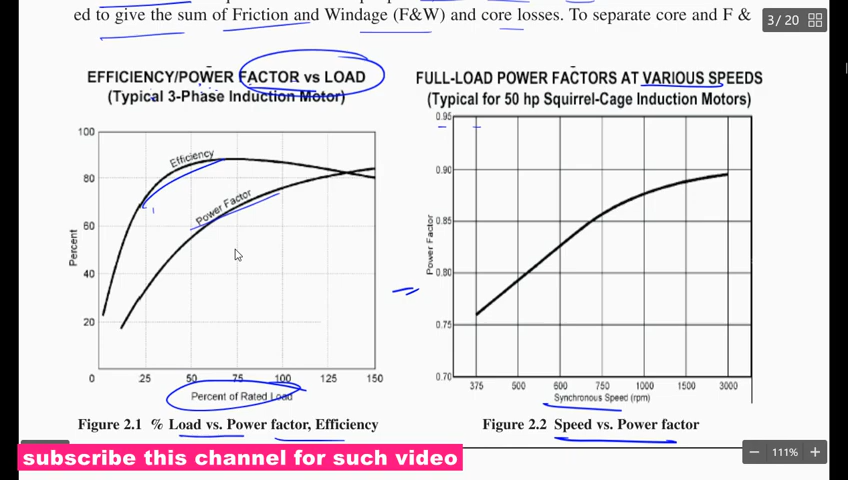 ed to give the sum of Friction and Windage (F&W) and core losses. To separate core and F &
3 / 20
EFFICIENCY/POWER FACTOR vs LOAD
(Typical 3-Phase Induction Motor)
100
80
60
40
20
0
25
50
75
100
125
150
Percent
Efficiency
Power Factor
Percent of Rated Load
Figure 2.1 % Load vs. Power factor, Efficiency
FULL-LOAD POWER FACTORS AT VARIOUS SPEEDS
(Typical for 50 hp Squirrel-Cage Induction Motors)
0.95
0.90
0.85
0.80
0.75
0.70
Power Factor
375
500
600
750
1000
1500
3000
Synchronous Speed (rpm)
Figure 2.2 Speed vs. Power factor
111%
subscribe this channel for such video